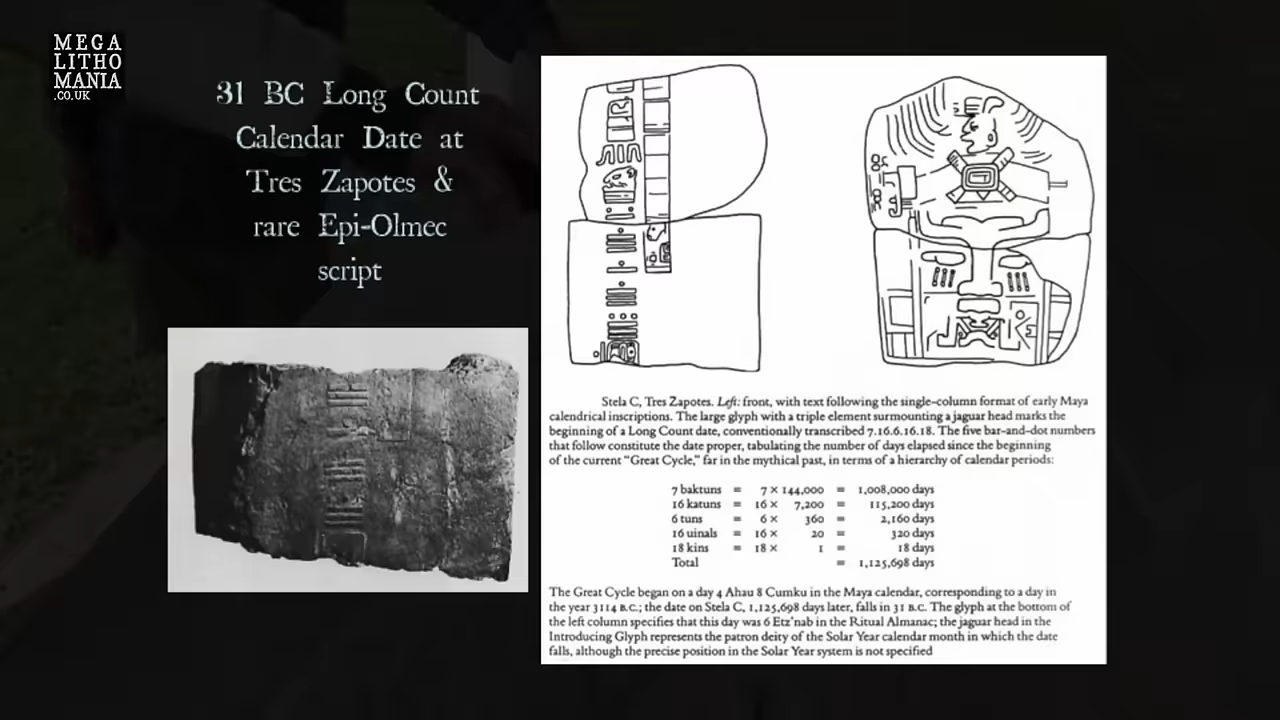 MEGA
LITHO
MANIA
.CO.UK
31 BC Long Count
Calendar Date at
Tres Zapotes &
rare Epi-Olmec
script
Stela C, Tres Zapotes. Left: front, with text following the single-column format of early Maya
calendrical inscriptions. The large glyph with a triple element surmounting a jaguar head marks the
beginning of a Long Count date, conventionally transcribed 7.16.6.16.18. The five bar-and-dot numbers
that follow constitute the date proper, tabulating the number of days elapsed since the beginning
of the current "Great Cycle," far in the mythical past, in terms of a hierarchy of calendar periods:
7 baktuns = 7 × 144,000 = 1,008,000 days
16 katuns = 16 × 7,200 = 115,200 days
6 tuns = 6 × 360 = 2,160 days
16 uinals = 16 × 20 = 320 days
18 kins = 18 × 1 = 18 days
Total = 1,125,698 days
The Great Cycle began on a day 4 Ahau 8 Cumku in the Maya calendar, corresponding to a day in
the year 3114 B.C.; the date on Stela C, 1,125,698 days later, falls in 31 B.C. The glyph at the bottom of
the left column specifies that this day was 6 Etz'nab in the Ritual Almanac; the jaguar head in the
Introducing Glyph represents the patron deity of the Solar Year calendar month in which the date
falls, although the precise position in the Solar Year system is not specified